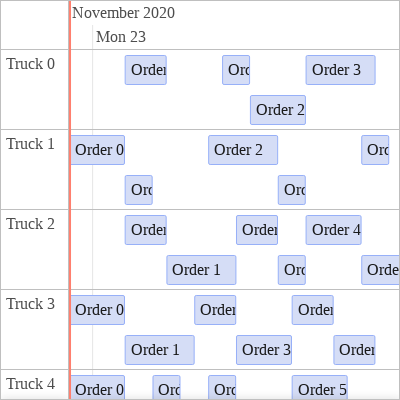 November 2020
Mon 23
Truck 0
Order
Orc
Order 3
Order 2
Truck 1
Order 0
Order 2
Orc
Orc
Orc
Truck 2
Order
Order
Order 4
Order 1
Orc
Orde
Truck 3
Order 0
Order
Order
Order 1
Order 3
Order
Truck 4
Order 0
Orc
Orc
Order 5